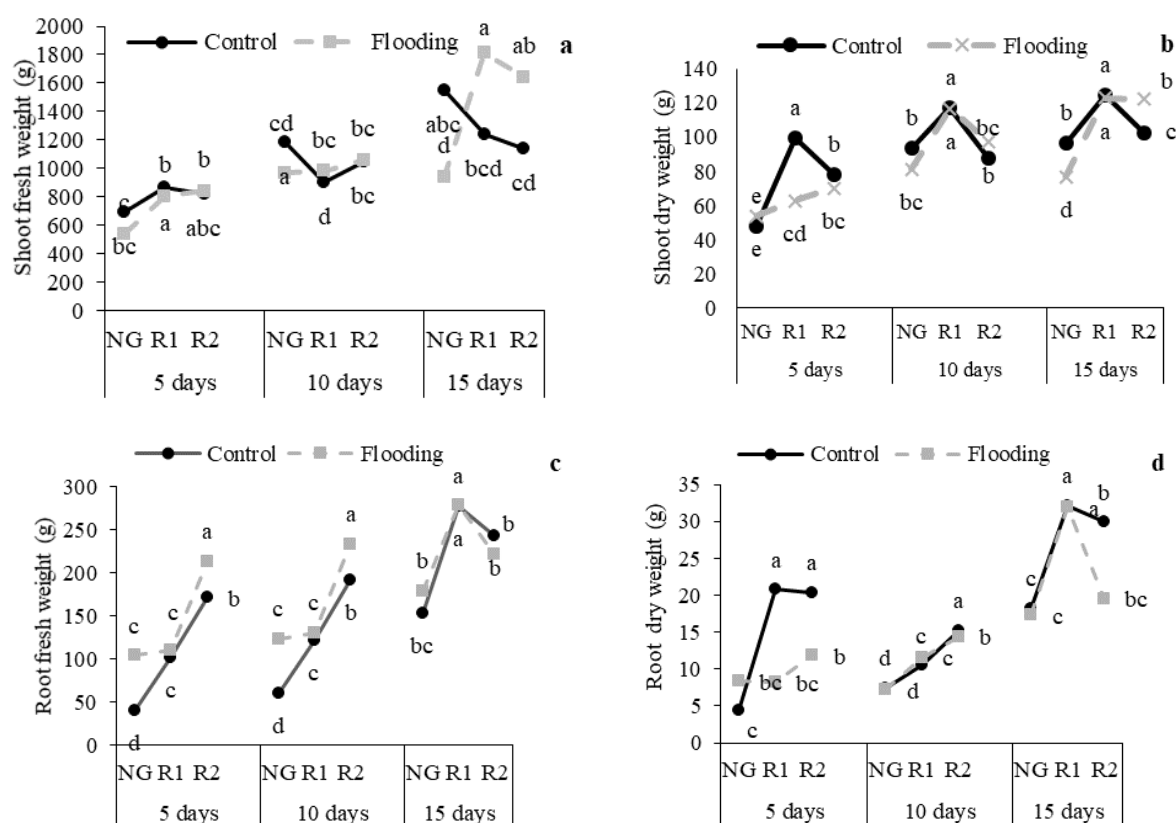 Control Flooding a
Shoot fresh weight (g)
2000
1800
1600
1400
1200
1000
800
600
400
200
0
c b b
bc a abc
cd bc bc
a d bc
a ab
abc
d
bcd cd
NG R1 R2 NG R1 R2 NG R1 R2
5 days 10 days 15 days
Control Flooding b
Shoot dry weight (g)
140
120
100
80
60
40
20
0
e a b
e cd bc
b a bc
bc a b
b a b
d a c
NG R1 R2 NG R1 R2 NG R1 R2
5 days 10 days 15 days
Control Flooding c
Root fresh weight (g)
300
250
200
150
100
50
0
c c a
d c b
c c a
d c b
b a b
bc a b
NG R1 R2 NG R1 R2 NG R1 R2
5 days 10 days 15 days
Control Flooding d
Root dry weight (g)
35
30
25
20
15
10
5
0
a a
bc bc b
c
d c a
d c b
c a b
c a bc
NG R1 R2 NG R1 R2 NG R1 R2
5 days 10 days 15 days